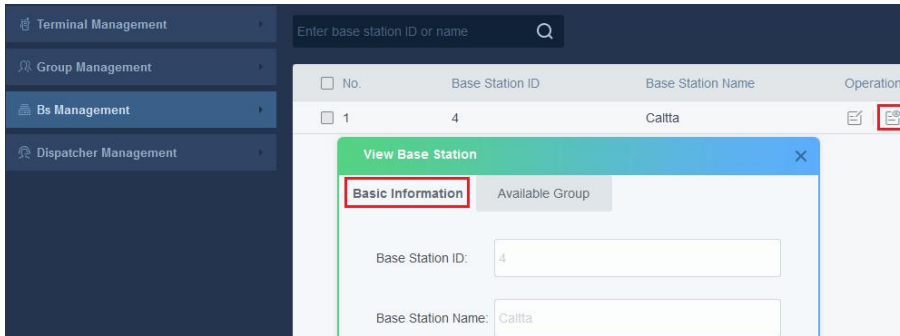 Terminal Management
Enter base station ID or name
Group Management
No. Base Station ID Base Station Name Operation
Bs Management
1 4 Caltta
Dispatcher Management
View Base Station
Basic Information Available Group
Base Station ID: 4
Base Station Name: Caltta